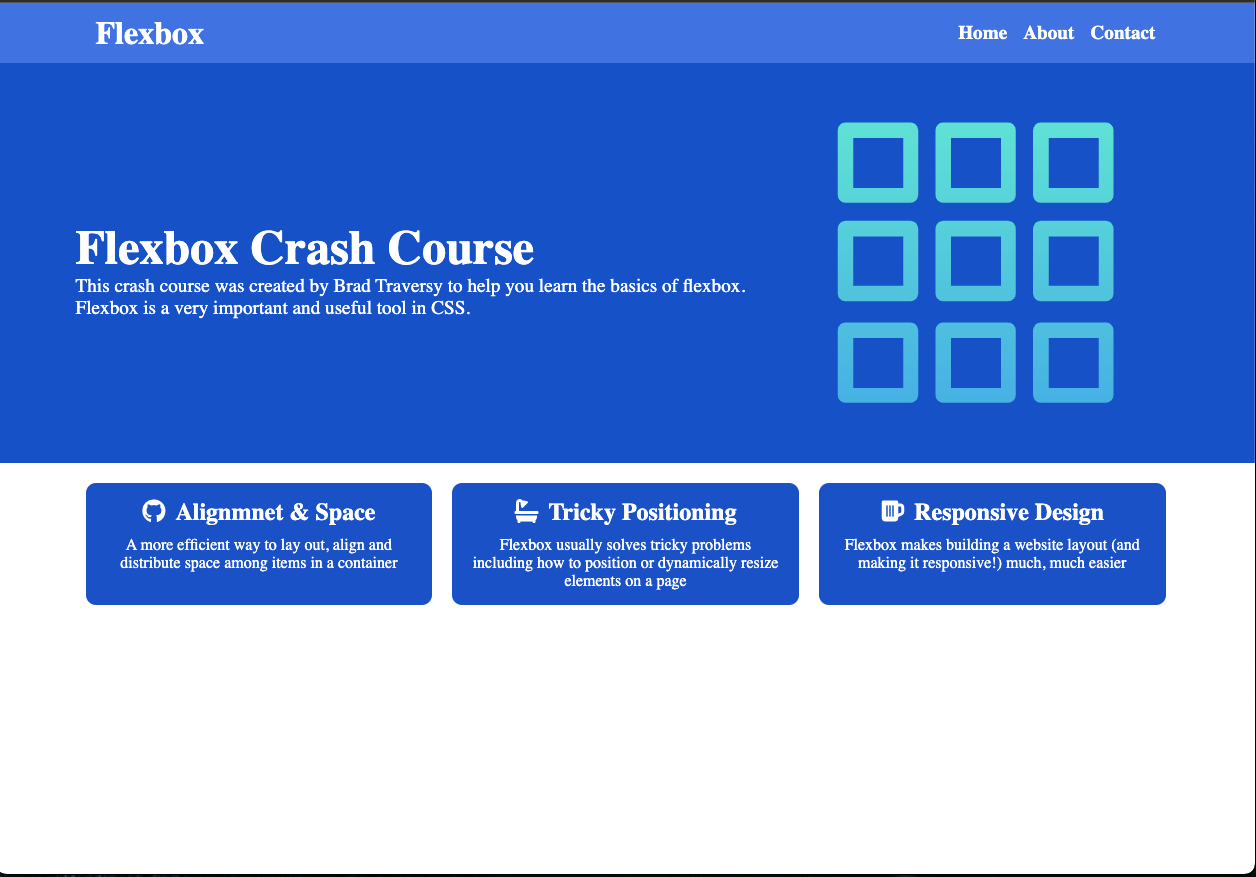 Flexbox
Home About Contact
Flexbox Crash Course
This crash course was created by Brad Traversy to help you learn the basics of flexbox.
Flexbox is a very important and useful tool in CSS.
Alignmnet & Space
A more efficient way to lay out, align and
distribute space among items in a container
Tricky Positioning
Flexbox usually solves tricky problems
including how to position or dynamically resize
elements on a page
Responsive Design
Flexbox makes building a website layout (and
making it responsive!) much, much easier